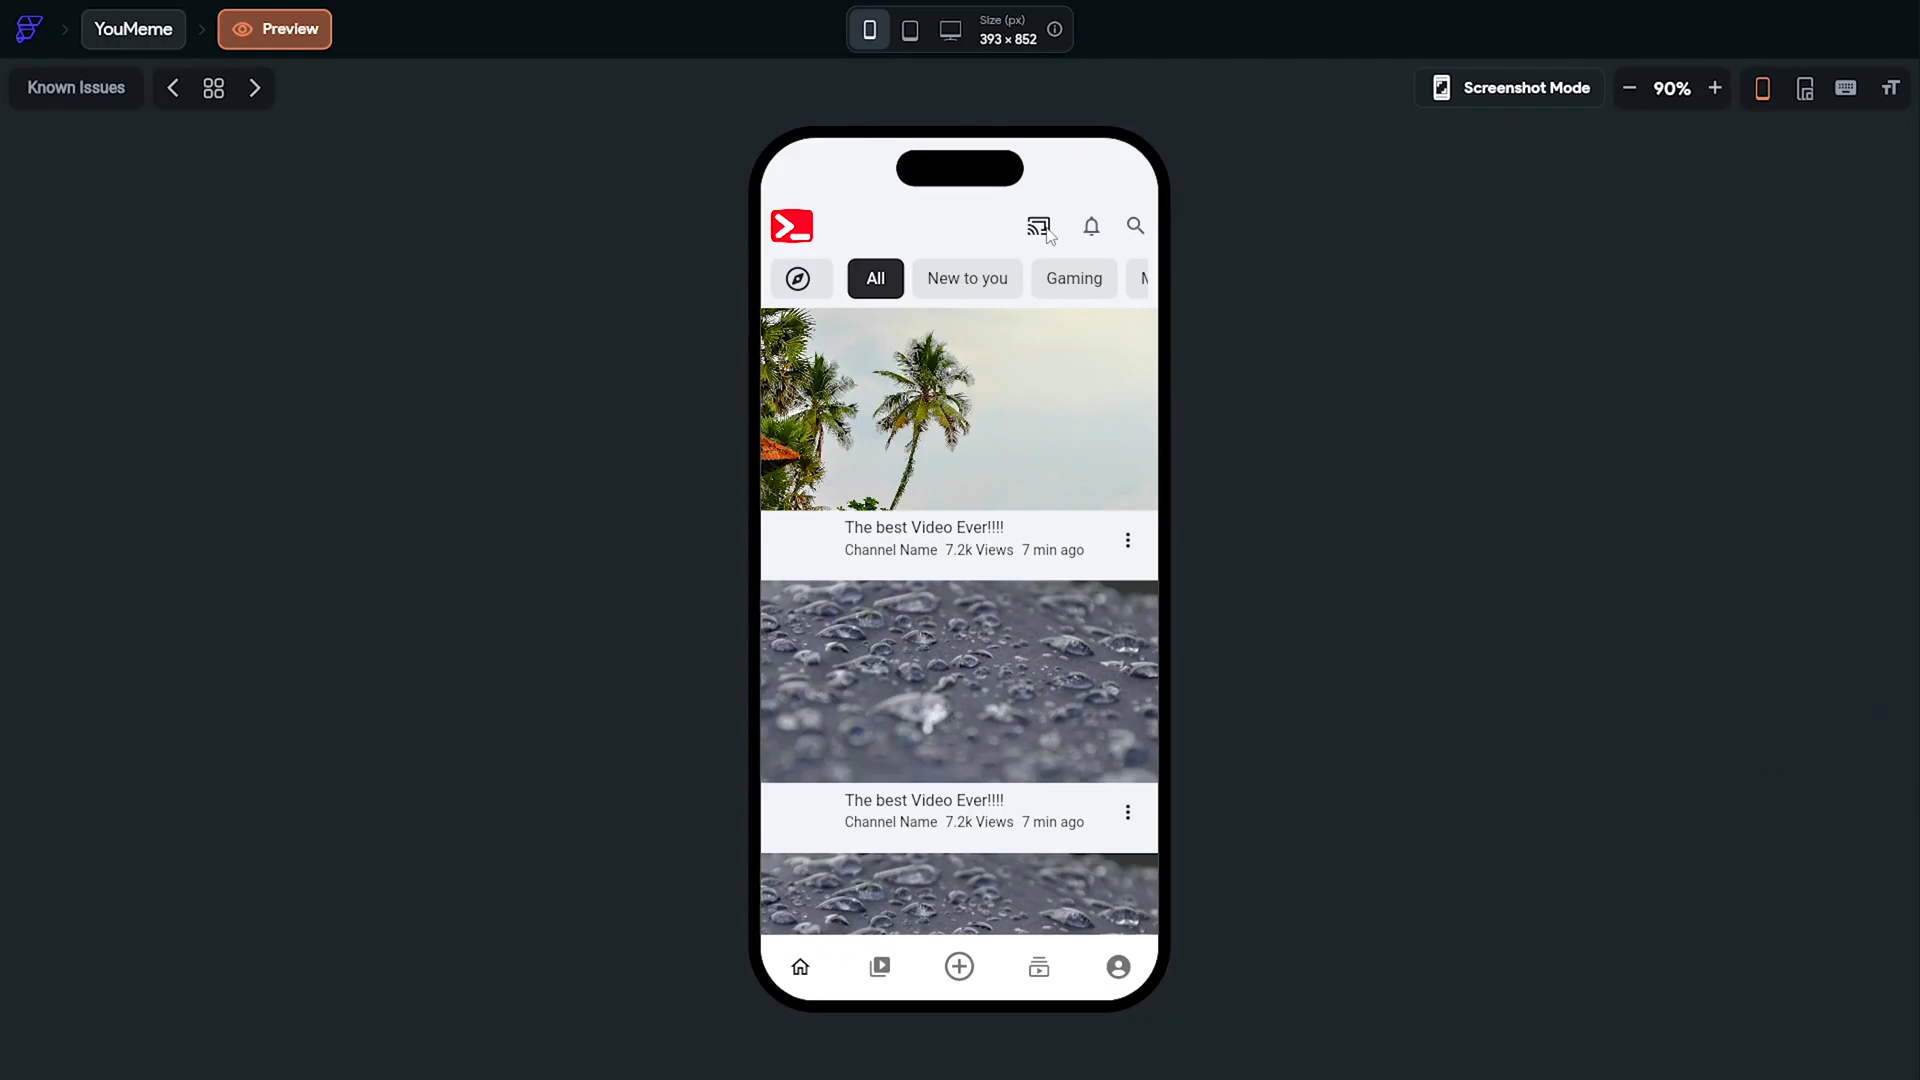 YouMeme
Preview
Size (px)
393 × 852
Known Issues
Screenshot Mode
90%
All
New to you
Gaming
The best Video Ever!!!!
Channel Name 7.2k Views 7 min ago
The best Video Ever!!!!
Channel Name 7.2k Views 7 min ago